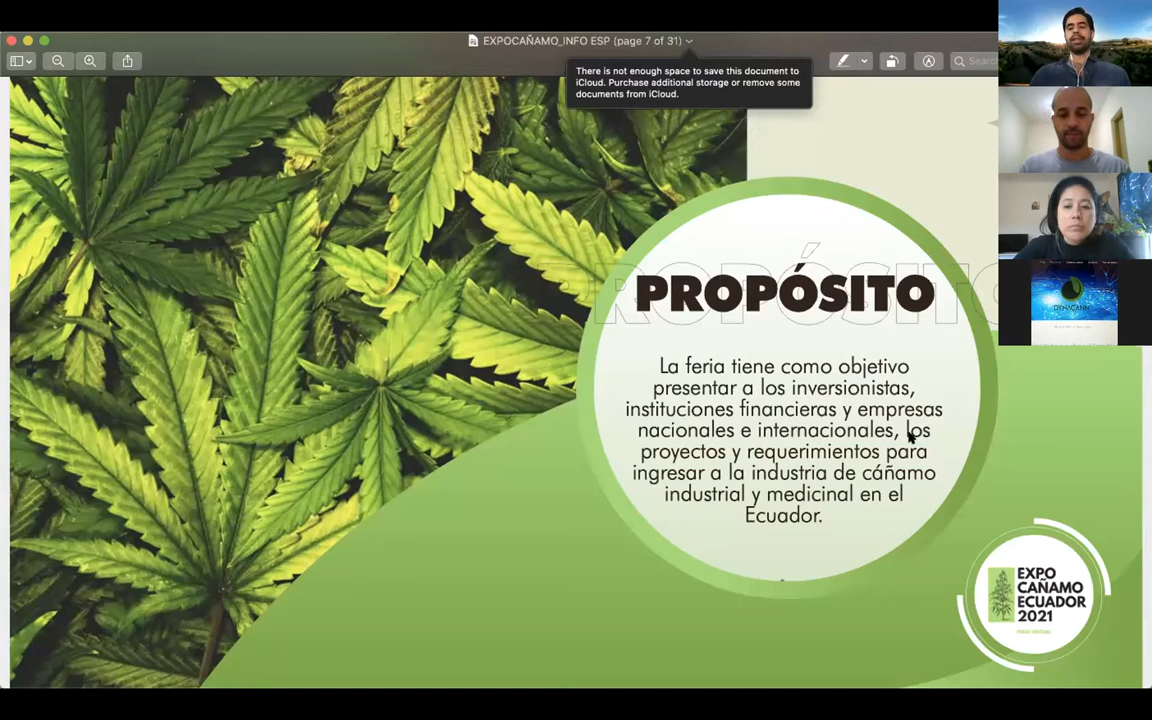 EXPOCAÑAMO_INFO ESP (page 7 of 31)
There is not enough space to save this document to
iCloud. Purchase additional storage or remove some
documents from iCloud.
Search
PROPÓSITO
La feria tiene como objetivo
presentar a los inversionistas,
instituciones financieras y empresas
nacionales e internacionales, los
proyectos y requerimientos para
ingresar a la industria de cáñamo
industrial y medicinal en el
Ecuador.
DYNACANN
EXPO
CAÑAMO
ECUADOR
2021